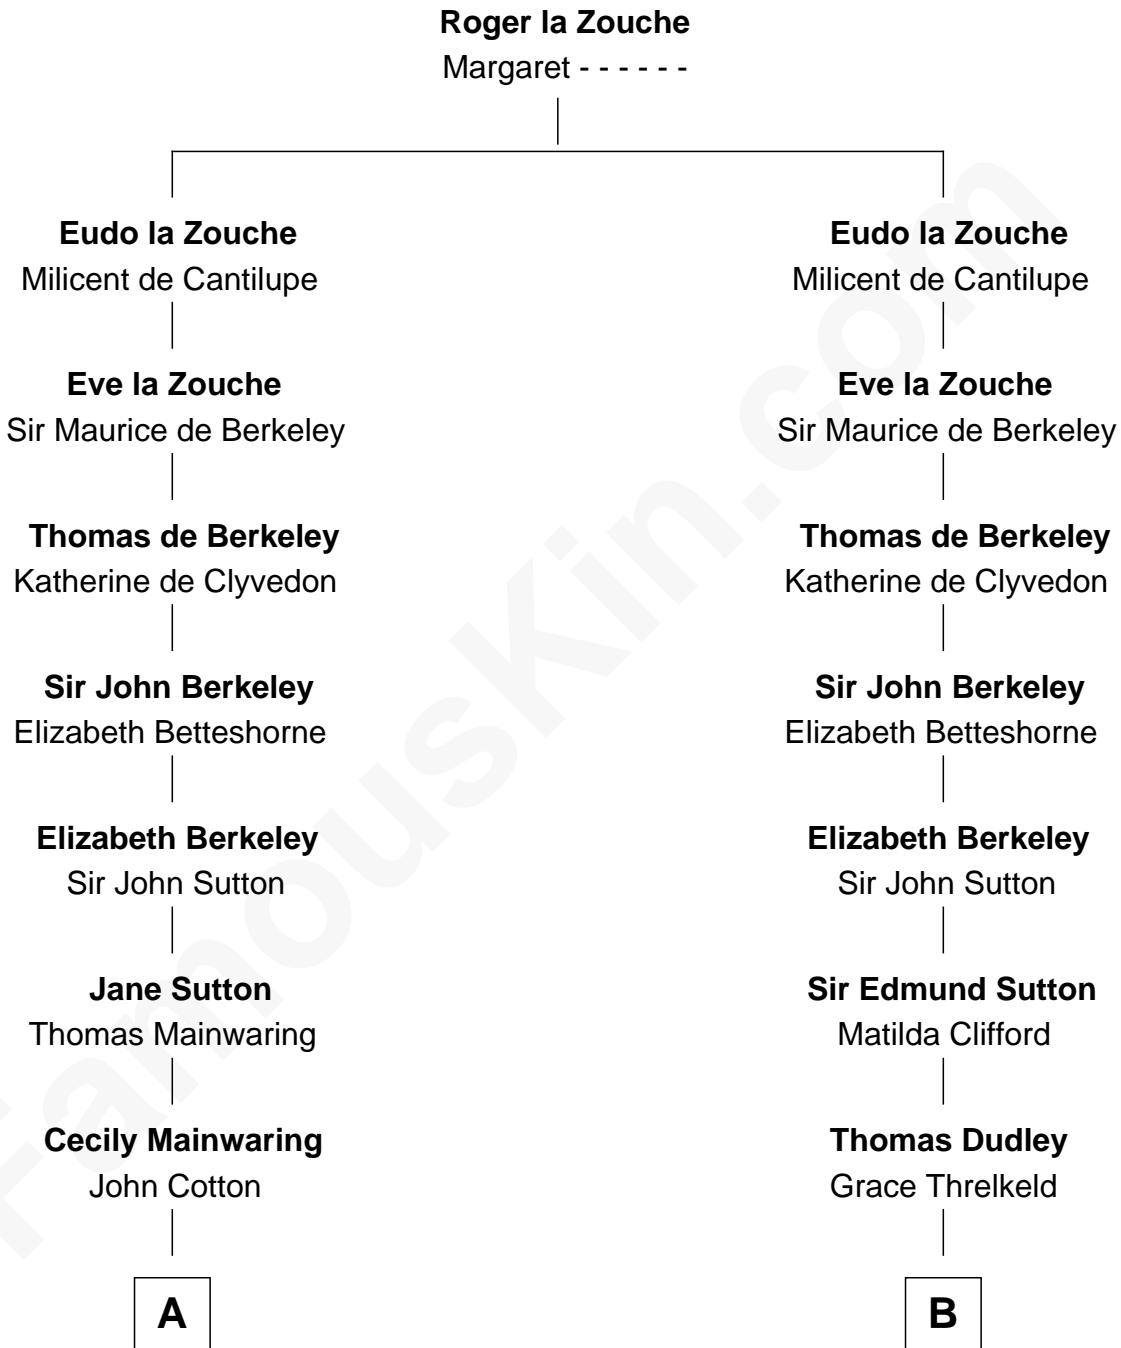 Roger la Zouche
Margaret - - - - - -
Eudo la Zouche
Milicent de Cantilupe
Eve la Zouche
Sir Maurice de Berkeley
Thomas de Berkeley
Katherine de Clyvedon
Sir John Berkeley
Elizabeth Betteshorne
Elizabeth Berkeley
Sir John Sutton
Jane Sutton
Thomas Mainwaring
Cecily Mainwaring
John Cotton
A
Eudo la Zouche
Milicent de Cantilupe
Eve la Zouche
Sir Maurice de Berkeley
Thomas de Berkeley
Katherine de Clyvedon
Sir John Berkeley
Elizabeth Betteshorne
Elizabeth Berkeley
Sir John Sutton
Sir Edmund Sutton
Matilda Clifford
Thomas Dudley
Grace Threlkeld
B
FamousKin.com